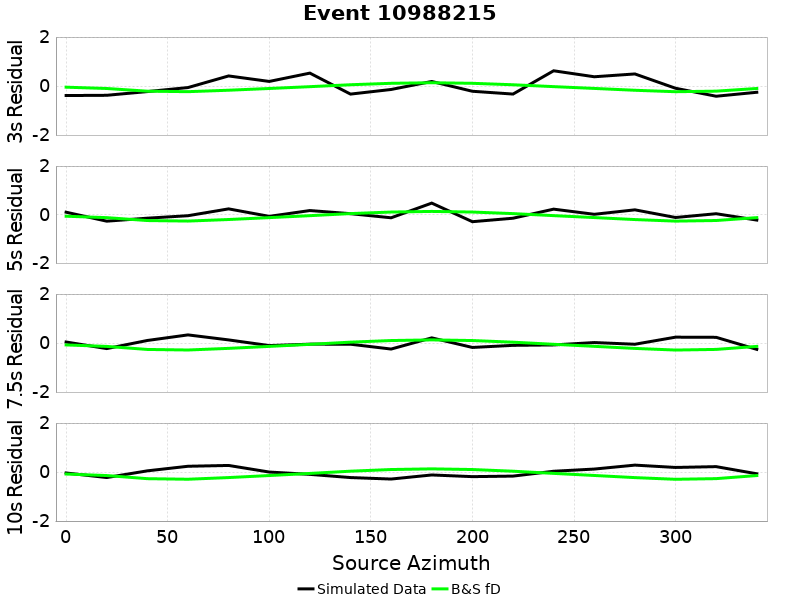 Event 10988215
3s Residual
2
0
-2
5s Residual
2
0
-2
7.5s Residual
2
0
-2
10s Residual
2
0
-2
0 50 100 150 200 250 300
Source Azimuth
Simulated Data B&S fD